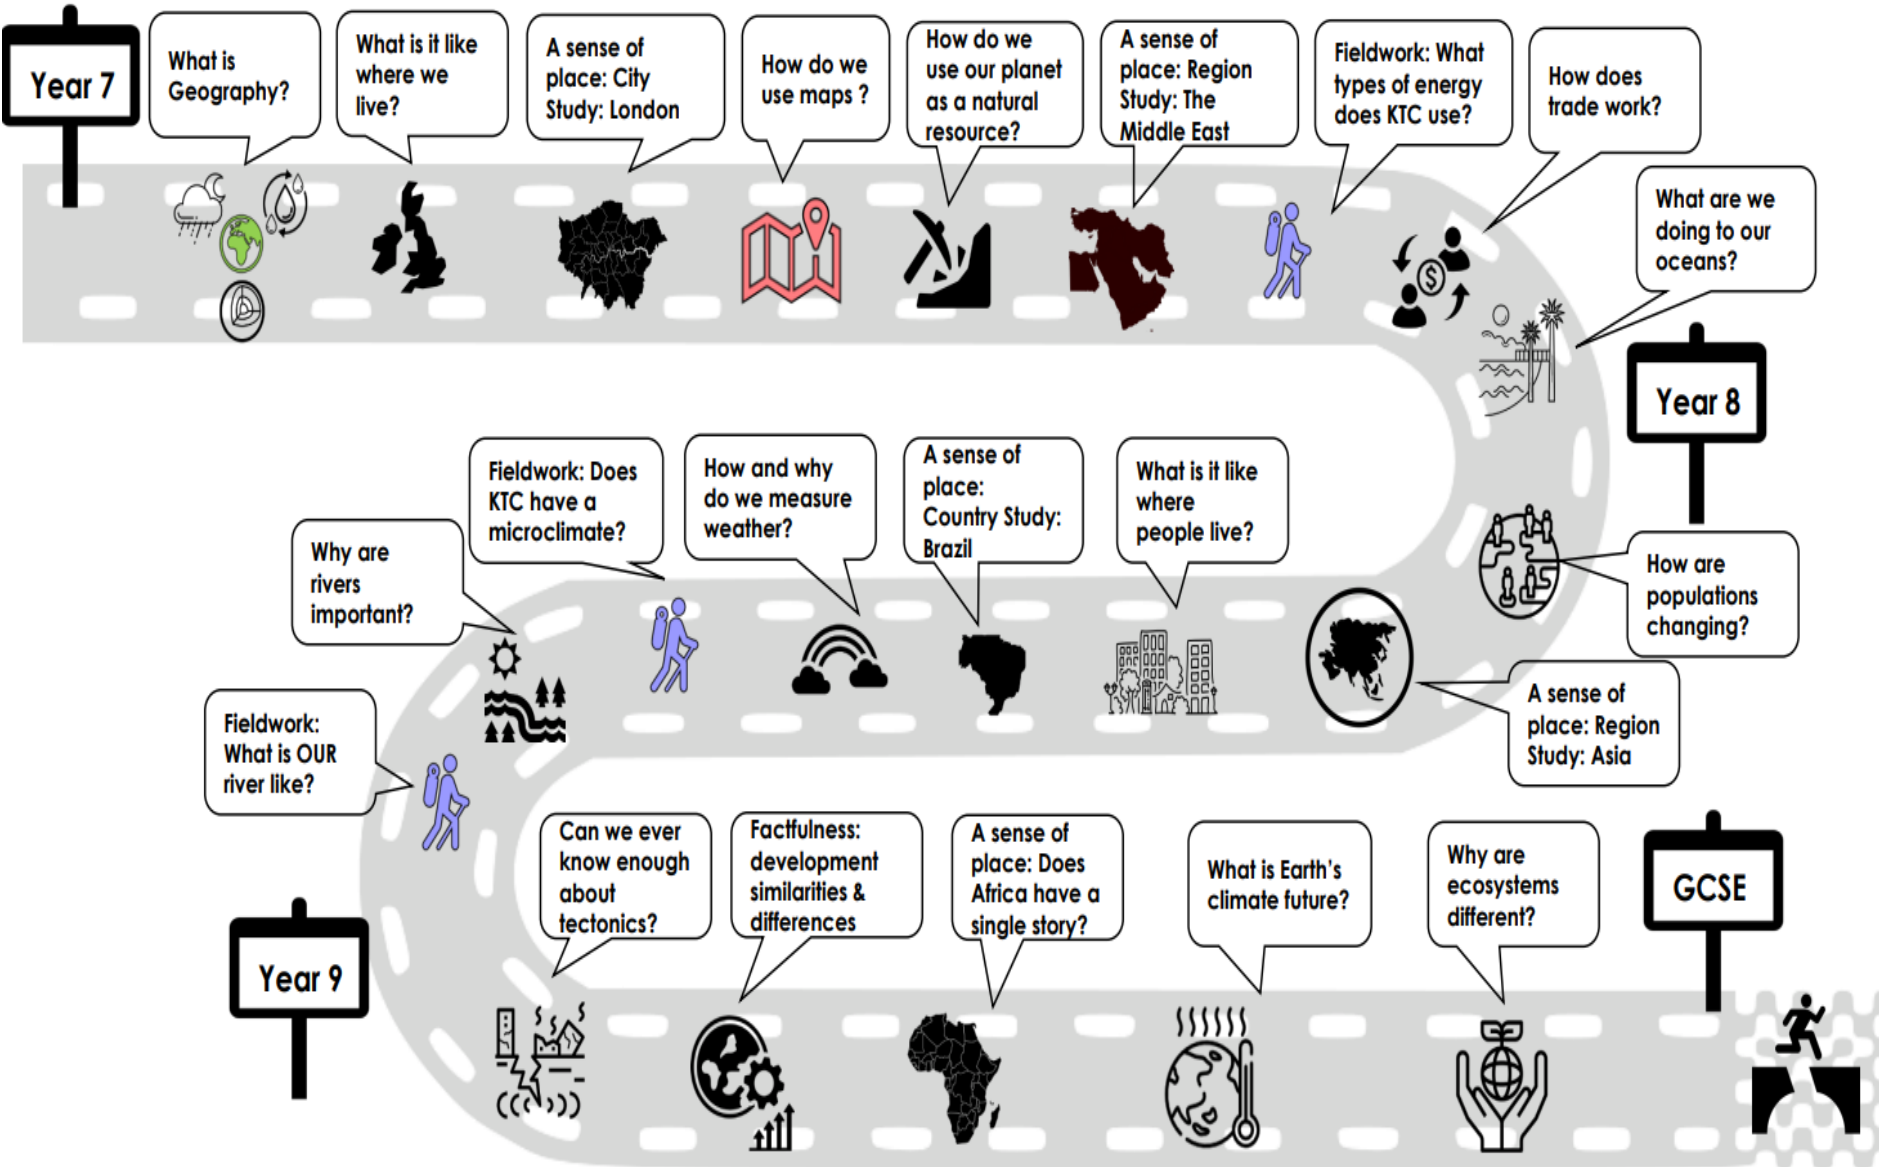 Year 7
What is
Geography?
What is it like
where we
live?
A sense of
place: City
Study: London
How do we
use maps ?
How do we
use our planet
as a natural
resource?
A sense of
place: Region
Study: The
Middle East
Fieldwork: What
types of energy
does KTC use?
How does
trade work?
What are we
doing to our
oceans?
Year 8
How are
populations
changing?
A sense of
place: Region
Study: Asia
What is it like
where
people live?
A sense of
place:
Country Study:
Brazil
How and why
do we measure
weather?
Fieldwork: Does
KTC have a
microclimate?
Why are
rivers
important?
Fieldwork:
What is OUR
river like?
Year 9
Can we ever
know enough
about
tectonics?
Factfulness:
development
similarities &
differences
A sense of
place: Does
Africa have a
single story?
What is Earth's
climate future?
Why are
ecosystems
different?
GCSE